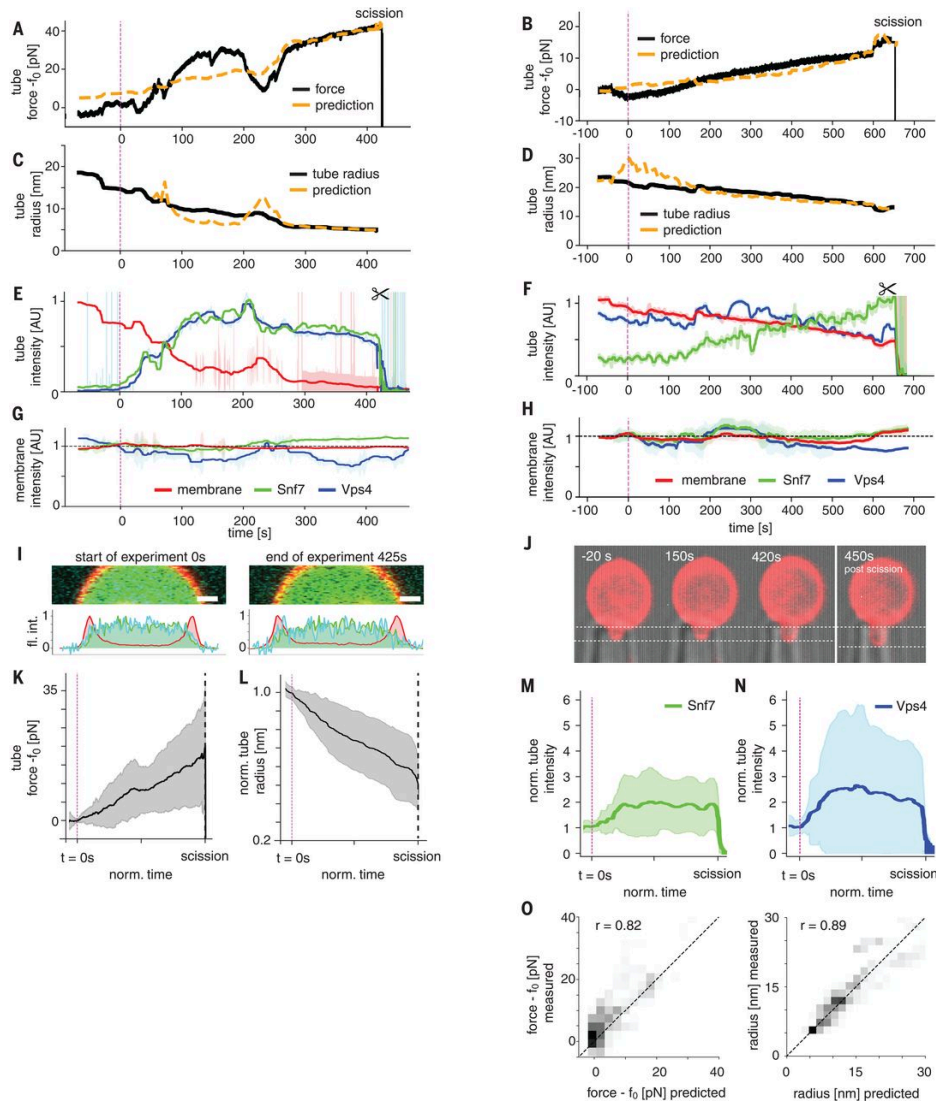 A
scission
tube
force -f₀ [pN]
40
20
0
force
prediction
0
100
200
300
400
B
scission
tube
force -f₀ [pN]
20
10
0
-10
force
prediction
-100
0
100
200
300
400
500
600
700
C
tube
radius [nm]
20
10
0
tube radius
prediction
0
100
200
300
400
D
tube
radius [nm]
30
20
10
0
tube radius
prediction
-100
0
100
200
300
400
500
600
700
E
tube
intensity [AU]
1
0
0
100
200
300
400
F
tube
intensity [AU]
1
0
-100
0
100
200
300
400
500
600
700
G
membrane
intensity [AU]
1
0
membrane
Snf7
Vps4
0
100
200
300
400
time [s]
H
membrane
intensity [AU]
1
0
membrane
Snf7
Vps4
-100
0
100
200
300
400
500
600
700
time [s]
I
start of experiment 0s
end of experiment 425s
fl. int.
1
0
1
0
J
-20 s
150s
420s
450s
post scission
K
tube
force -f₀ [pN]
35
0
t = 0s
scission
norm. time
L
norm. tube
radius [nm]
1.0
0.2
t = 0s
scission
norm. time
M
Snf7
norm. tube
intensity
6
5
4
3
2
1
0
t = 0s
scission
norm. time
N
Vps4
norm. tube
intensity
6
5
4
3
2
1
0
t = 0s
scission
norm. time
O
r = 0.82
force - f₀ [pN]
measured
40
20
0
0
20
40
force - f₀ [pN] predicted
r = 0.89
radius [nm] measured
30
15
0
0
15
30
radius [nm] predicted